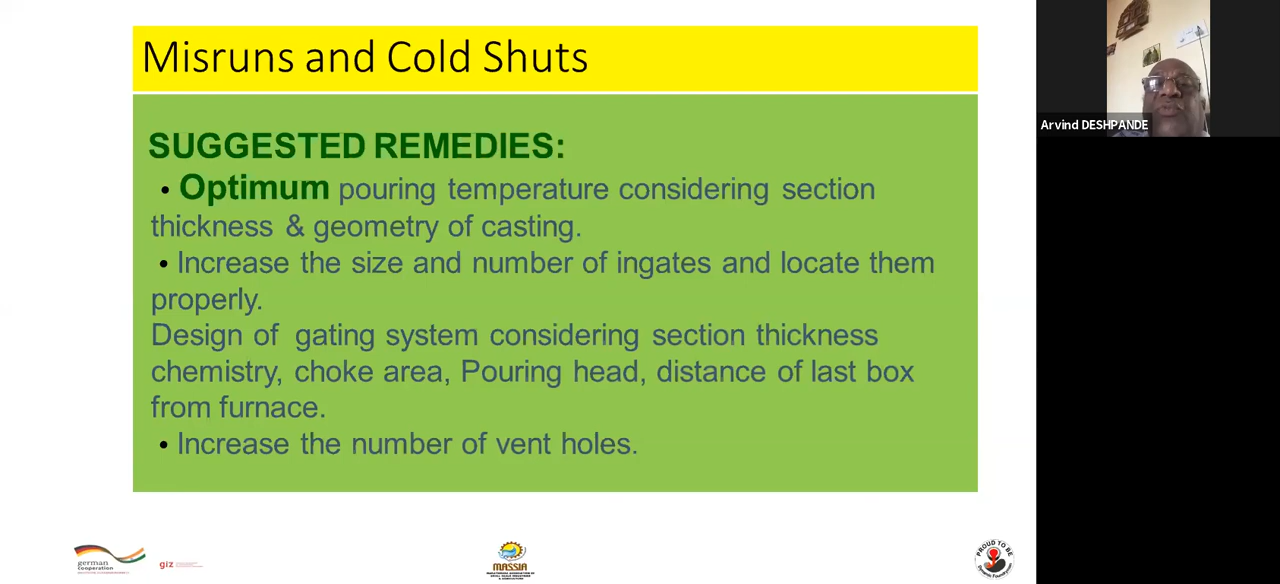 Misruns and Cold Shuts
SUGGESTED REMEDIES:
• Optimum pouring temperature considering section
thickness & geometry of casting.
• Increase the size and number of ingates and locate them
properly.
Design of gating system considering section thickness
chemistry, choke area, Pouring head, distance of last box
from furnace.
• Increase the number of vent holes.
Arvind DESHPANDE
german
cooperation
giz
MASSIA
PROUD TO BE